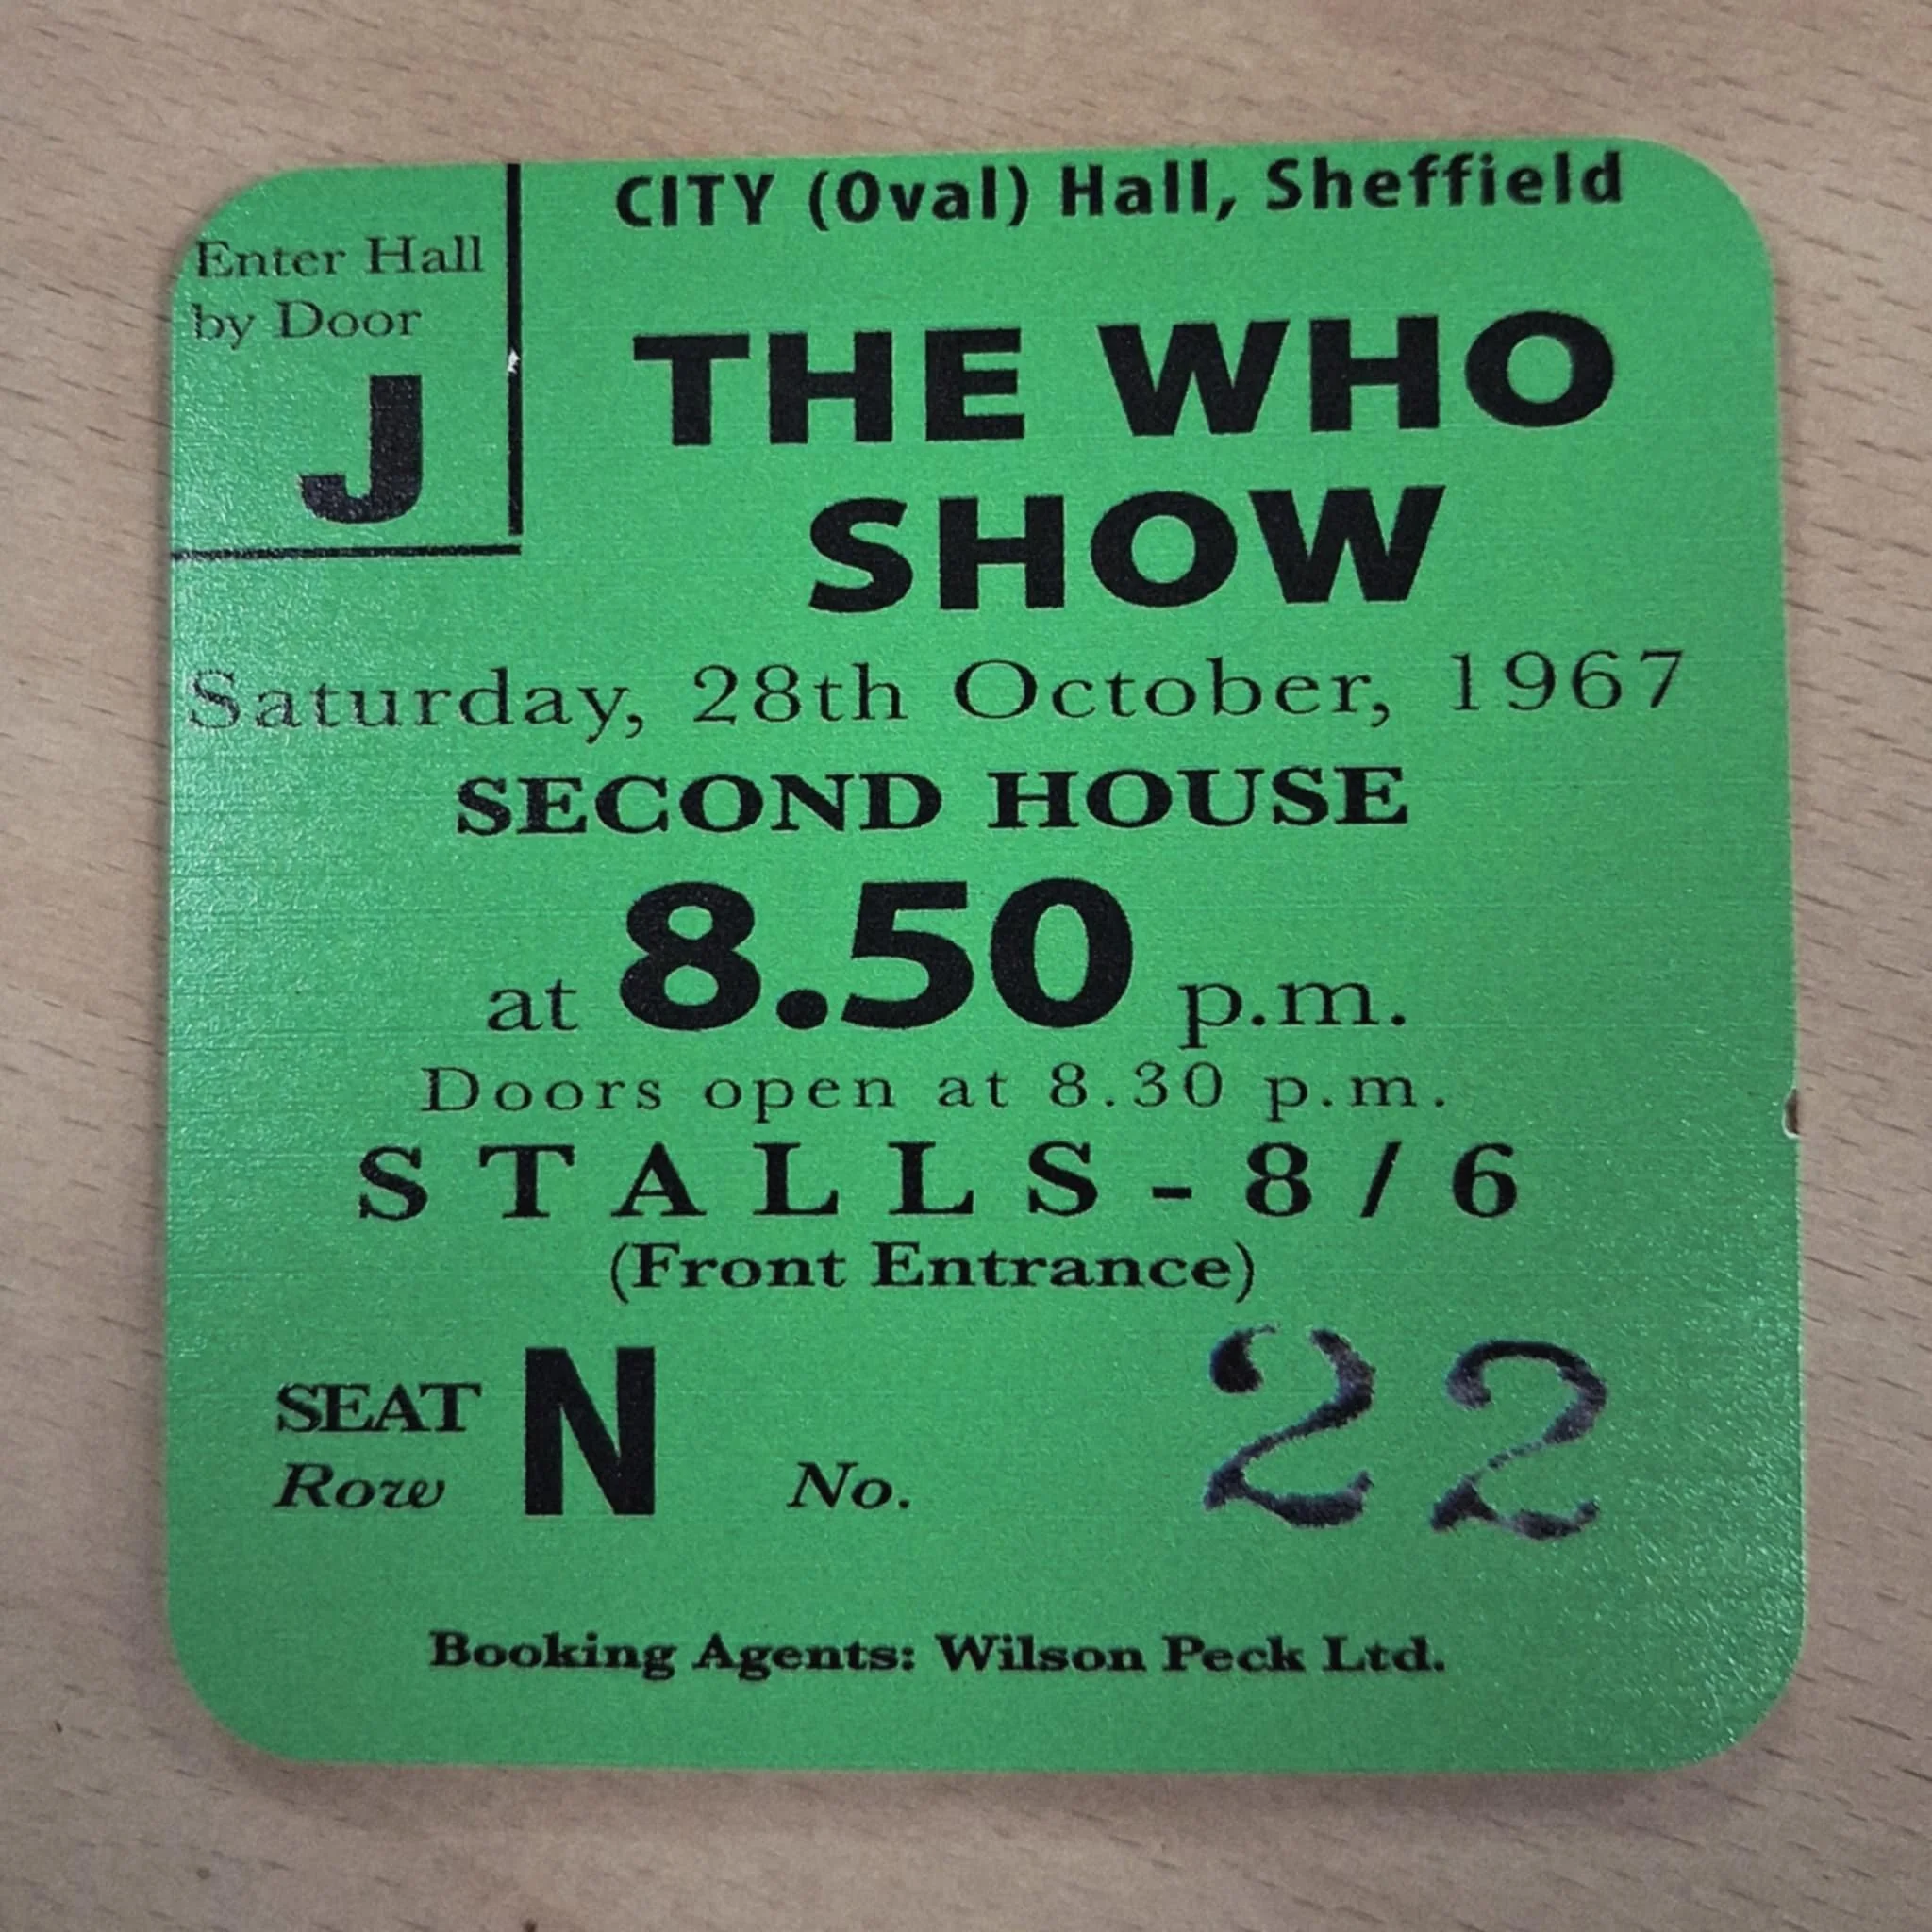 CITY (Oval) Hall, Sheffield
Enter Hall
by Door
J
THE WHO
SHOW
Saturday, 28th October, 1967
SECOND HOUSE
at 8.50 p.m.
Doors open at 8.30 p.m.
STALLS - 8/6
(Front Entrance)
SEAT
Row N No. 22
Booking Agents: Wilson Peck Ltd.